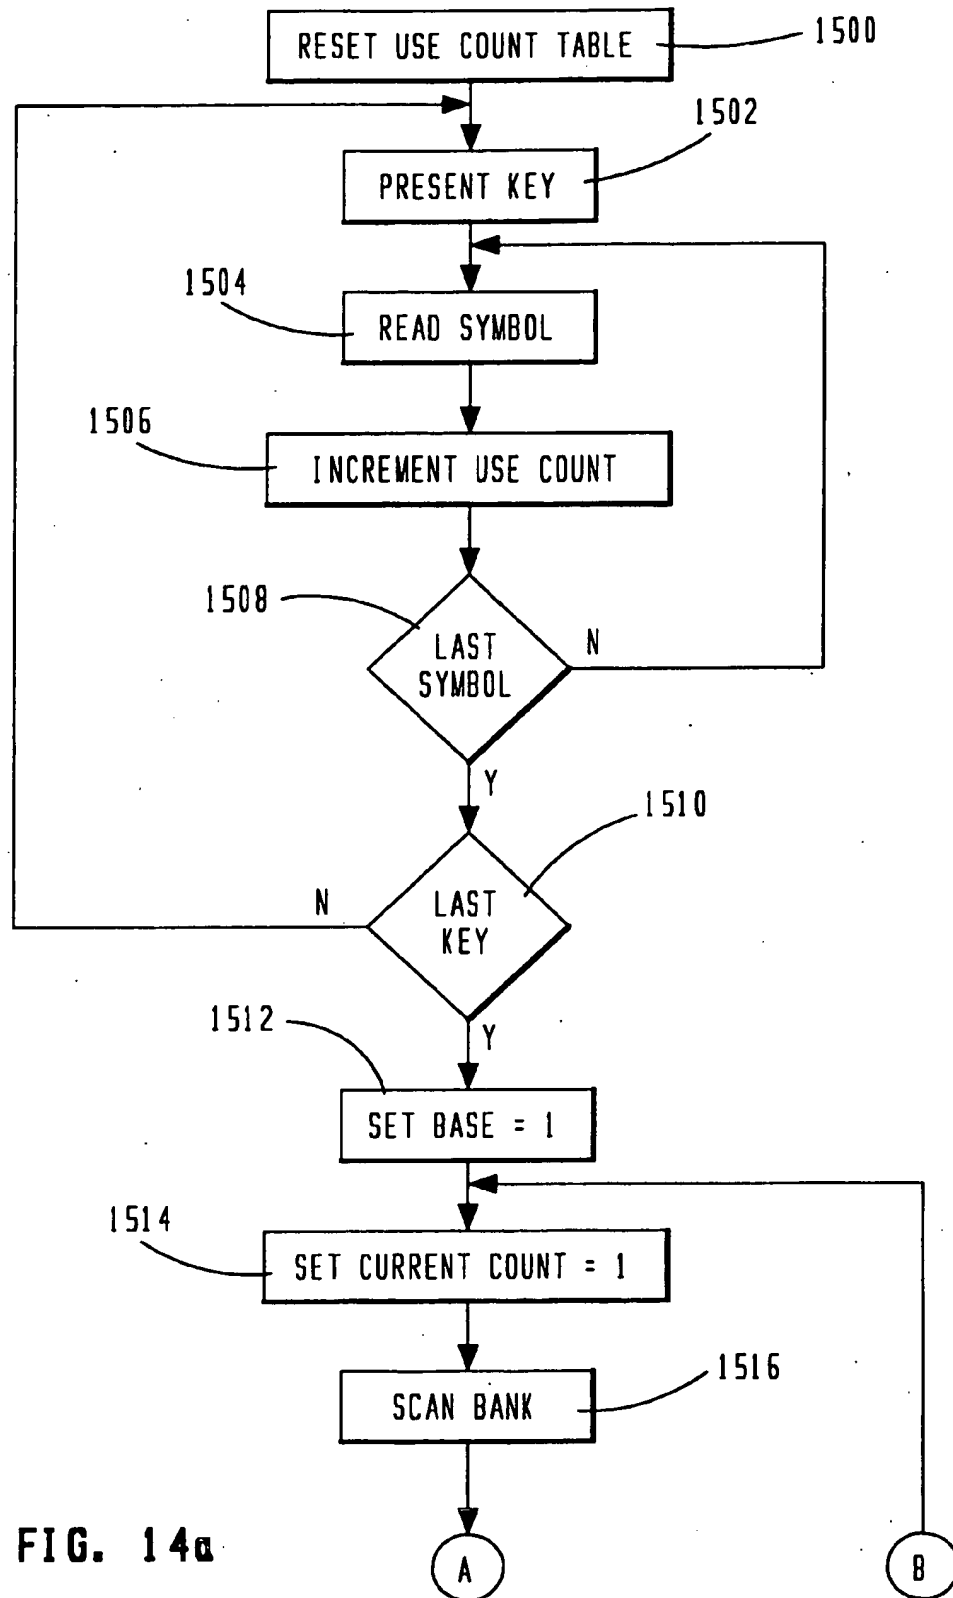 RESET USE COUNT TABLE
1500
1502
PRESENT KEY
1504
READ SYMBOL
1506
INCREMENT USE COUNT
1508
LAST
SYMBOL
N
Y
1510
LAST
KEY
N
Y
1512
SET BASE = 1
1514
SET CURRENT COUNT = 1
1516
SCAN BANK
FIG. 14a
A
B